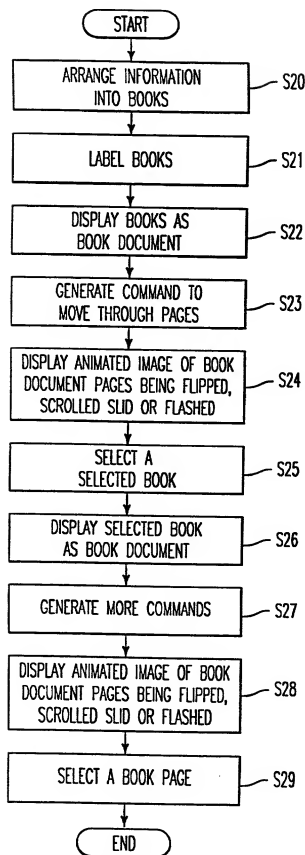 START
ARRANGE INFORMATION
INTO BOOKS
S20
LABEL BOOKS
S21
DISPLAY BOOKS AS
BOOK DOCUMENT
S22
GENERATE COMMAND TO
MOVE THROUGH PAGES
S23
DISPLAY ANIMATED IMAGE OF BOOK
DOCUMENT PAGES BEING FLIPPED,
SCROLLED SLID OR FLASHED
S24
SELECT A
SELECTED BOOK
S25
DISPLAY SELECTED BOOK
AS BOOK DOCUMENT
S26
GENERATE MORE COMMANDS
S27
DISPLAY ANIMATED IMAGE OF BOOK
DOCUMENT PAGES BEING FLIPPED,
SCROLLED SLID OR FLASHED
S28
SELECT A BOOK PAGE
S29
END